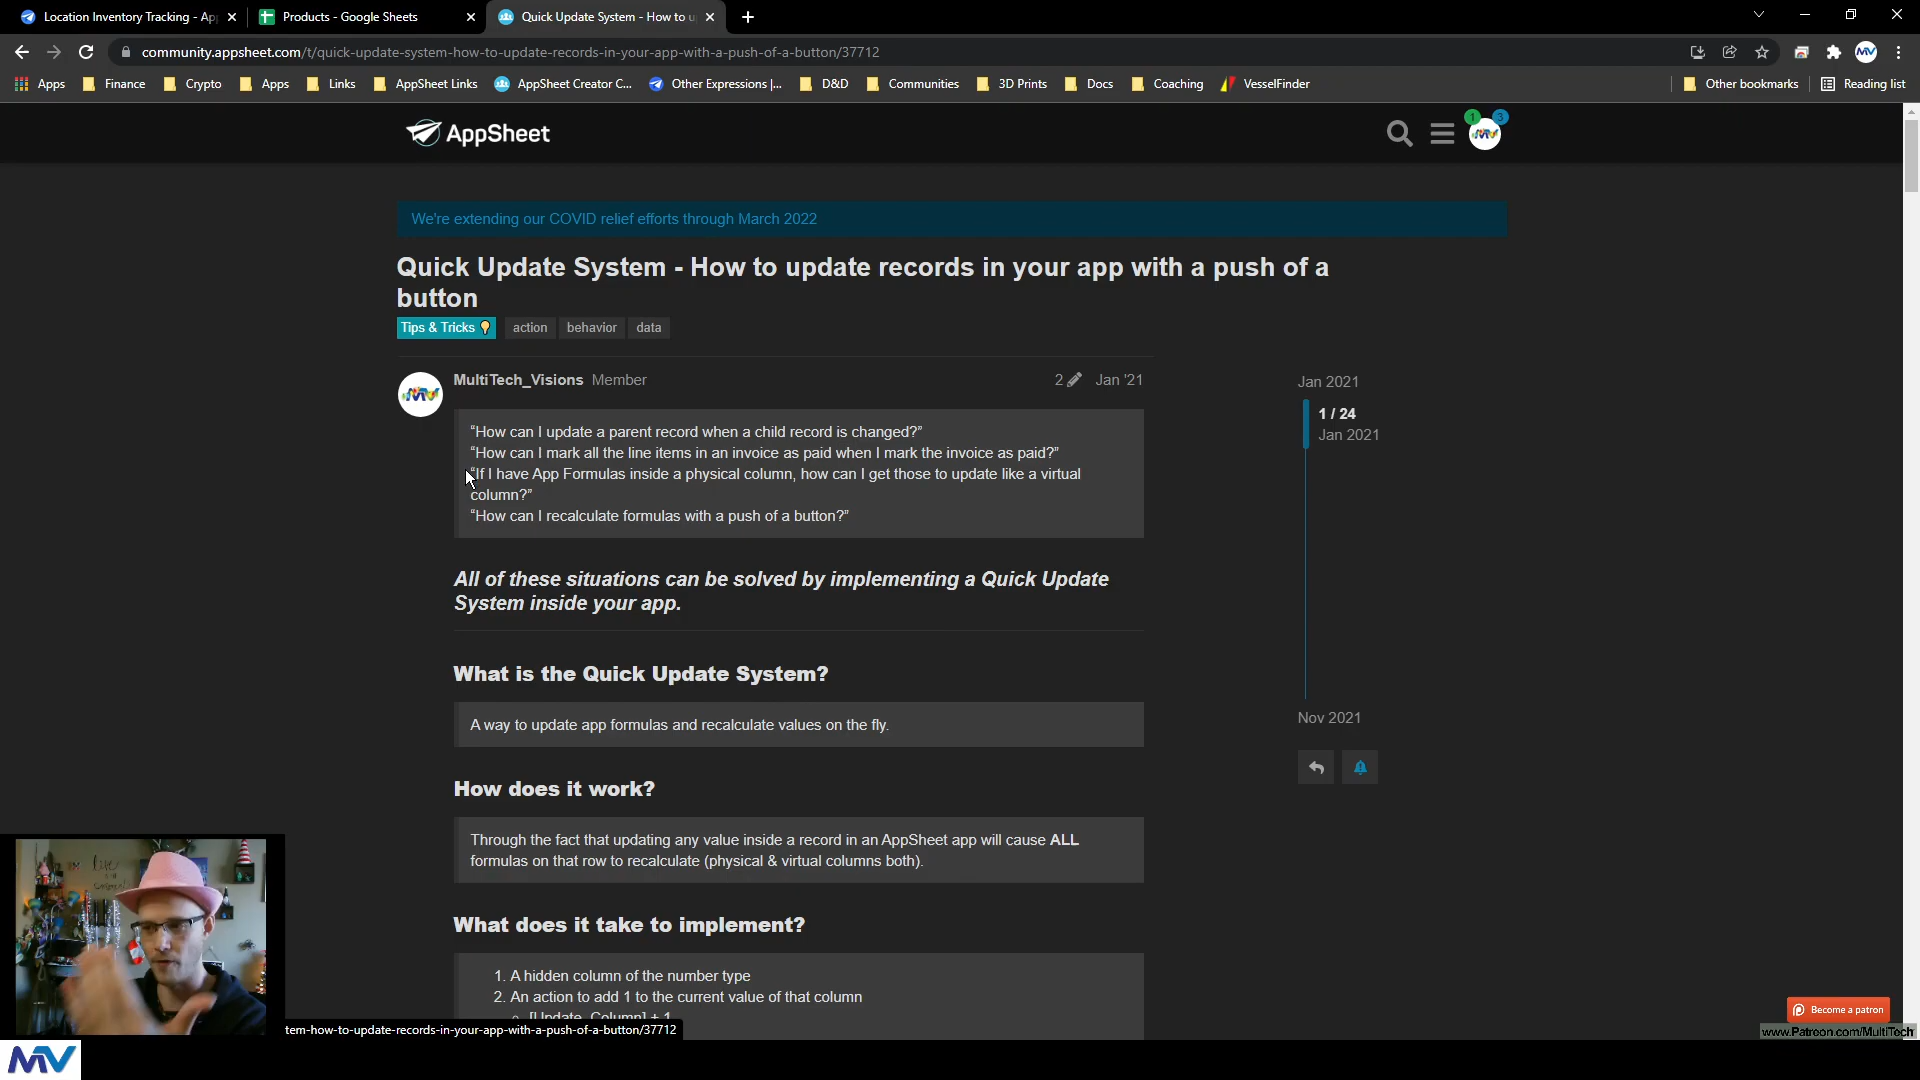 Location Inventory Tracking - Ap
Products - Google Sheets
Quick Update System - How to u
community.appsheet.com/t/quick-update-system-how-to-update-records-in-your-app-with-a-push-of-a-button/37712
Apps
Finance
Crypto
Apps
Links
AppSheet Links
AppSheet Creator C...
Other Expressions |...
D&D
Communities
3D Prints
Docs
Coaching
VesselFinder
Other bookmarks
Reading list
AppSheet
1
3
We're extending our COVID relief efforts through March 2022
Quick Update System - How to update records in your app with a push of a
button
Tips & Tricks
action
behavior
data
MultiTech_Visions Member
2
Jan '21
“How can I update a parent record when a child record is changed?”
“How can I mark all the line items in an invoice as paid when I mark the invoice as paid?”
“If I have App Formulas inside a physical column, how can I get those to update like a virtual
column?”
“How can I recalculate formulas with a push of a button?”
Jan 2021
1 / 24
Jan 2021
Nov 2021
All of these situations can be solved by implementing a Quick Update
System inside your app.
What is the Quick Update System?
A way to update app formulas and recalculate values on the fly.
How does it work?
Through the fact that updating any value inside a record in an AppSheet app will cause ALL
formulas on that row to recalculate (physical & virtual columns both).
What does it take to implement?
1. A hidden column of the number type
2. An action to add 1 to the current value of that column
[Update_Column] + 1
tem-how-to-update-records-in-your-app-with-a-push-of-a-button/37712
Become a patron
www.Patreon.com/MultiTech
MV